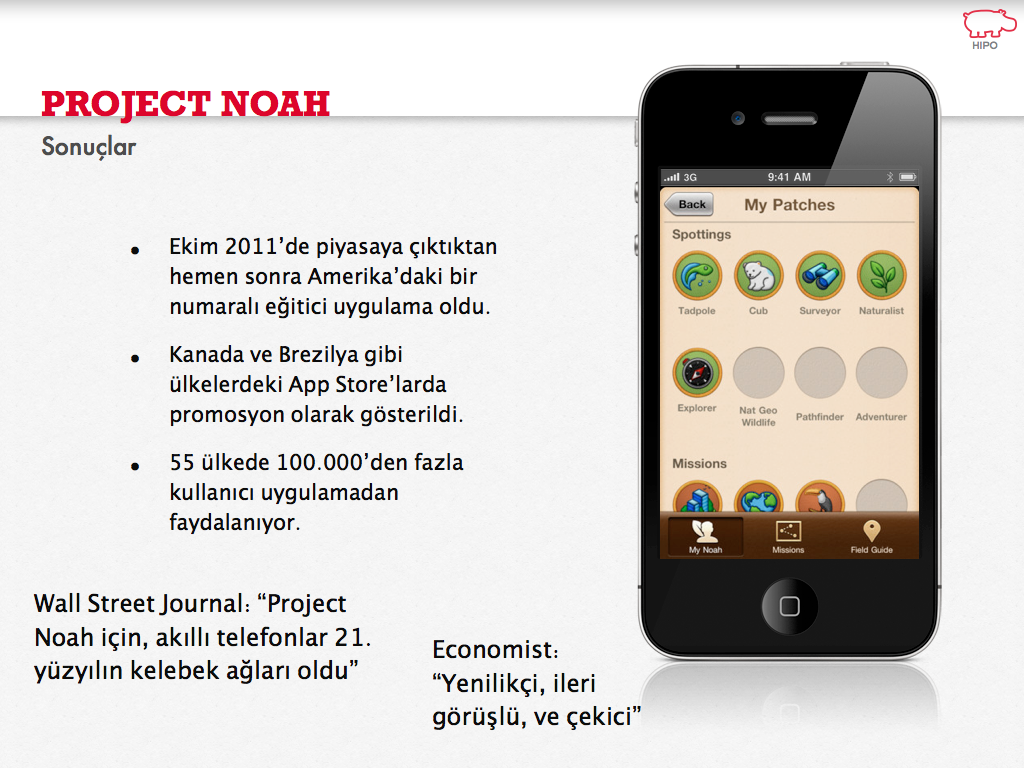 HIPO
PROJECT NOAH
Sonuçlar
• Ekim 2011’de piyasaya çıktıktan
hemen sonra Amerika’daki bir
numaralı eğitici uygulama oldu.
• Kanada ve Brezilya gibi
ülkelerdeki App Store’larda
promosyon olarak gösterildi.
• 55 ülkede 100.000’den fazla
kullanıcı uygulamadan
faydalanıyor.
Wall Street Journal: “Project
Noah için, akıllı telefonlar 21.
yüzyılın kelebek ağları oldu”
Economist:
“Yenilikçi, ileri
görüşlü, ve çekici”
3G 9:41 AM
Back My Patches
Spottings
Tadpole Cub Surveyor Naturalist
Explorer Nat Geo Wildlife Pathfinder Adventurer
Missions
My Noah Missions Field Guide